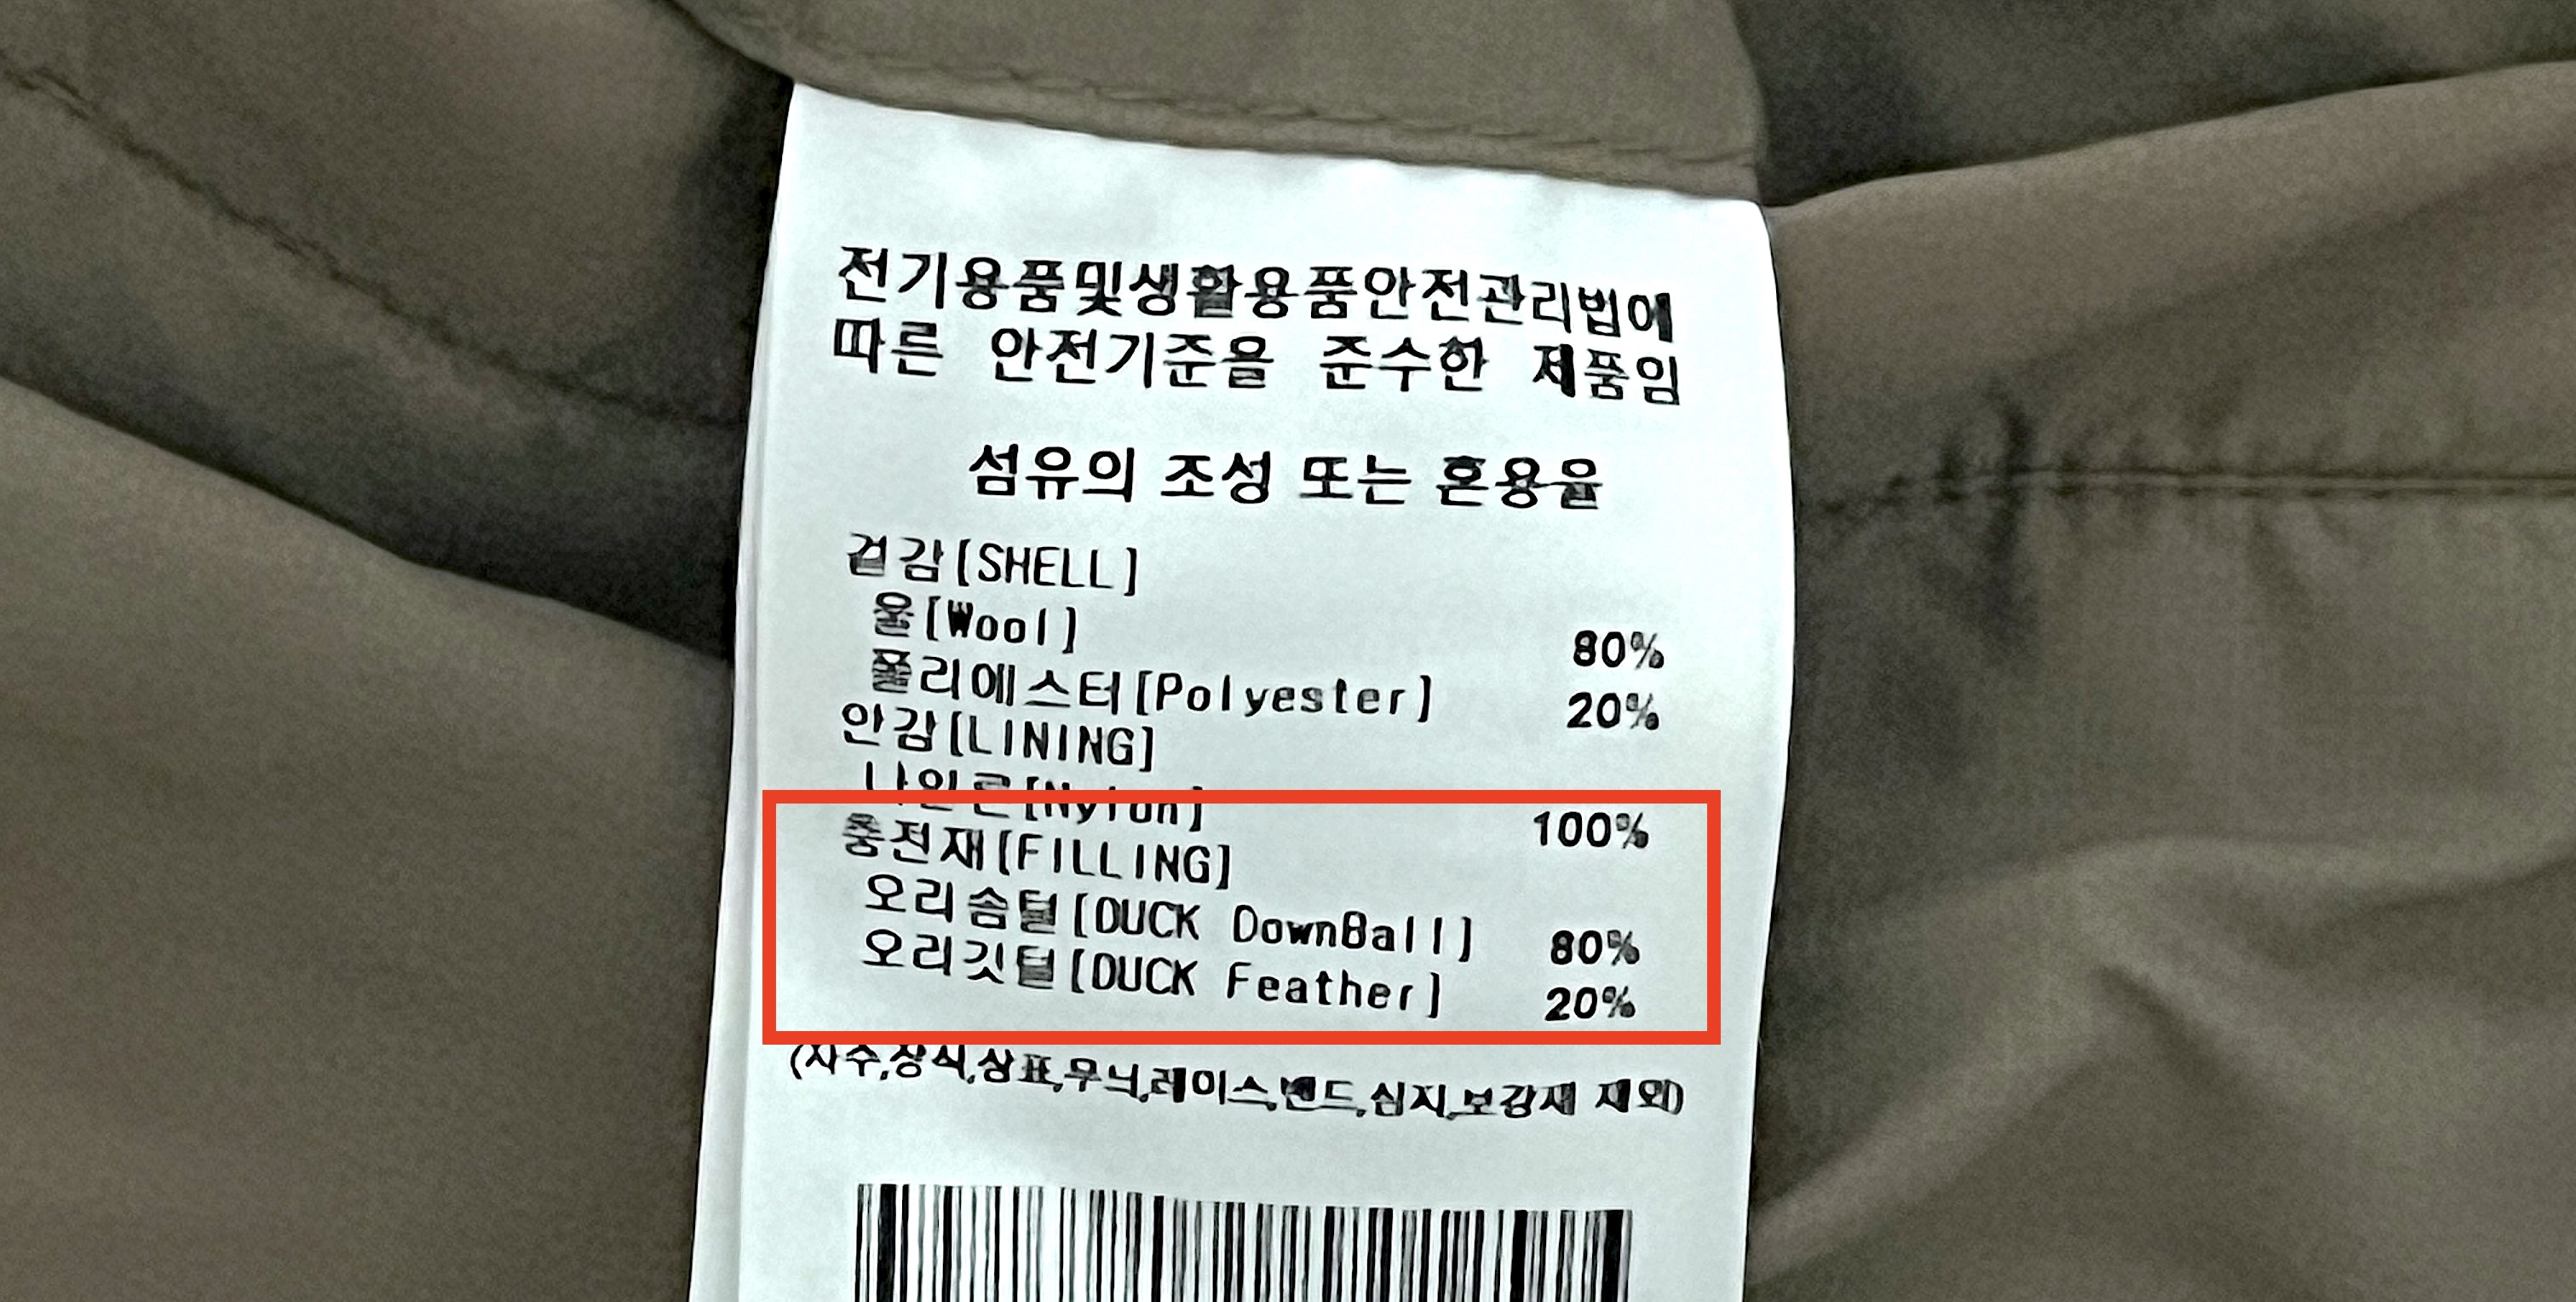 전기용품및생활용품안전관리법에
따른 안전기준을 준수한 제품임
섬유의 조성 또는 혼용율
겉감[SHELL]
울[Wool] 80%
폴리에스터[Polyester] 20%
안감[LINING]
나일론[Nylon] 100%
충전재[FILLING]
오리솜털[DUCK DownBall] 80%
오리깃털[DUCK Feather] 20%
(자수,장식,상표,무늬,레이스,밴드,심지,보강재 제외)